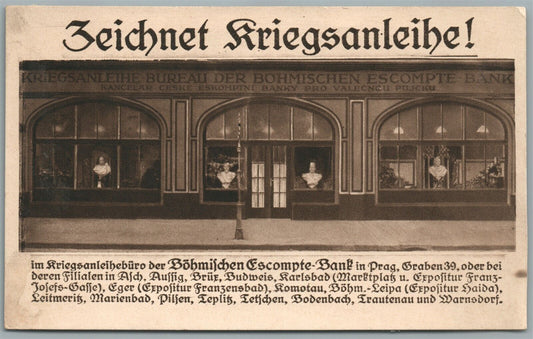 Zeichnet Kriegsanleihe!
KRIEGSANLEIHE BUREAU DER BÖHMISCHEN ESCOMPTE BANK
KANCELÁŘ ČESKÉ ESKOMPTNÍ BANKY PRO VÁLEČNOU PŮJČKU
im Kriegsanleihebüro der Böhmischen Escompte-Bank in Prag, Graben 39, oder bei
deren Filialen in Asch, Aussig, Brüx, Budweis, Karlsbad (Marktplatz u. Expositur Franz-
Josefs-Gasse), Eger (Expositur Franzensbad), Komotau, Böhm.-Leipa (Expositur Haida),
Leitmeritz, Marienbad, Pilsen, Teplitz, Tetschen, Bodenbach, Trautenau und Warnsdorf.